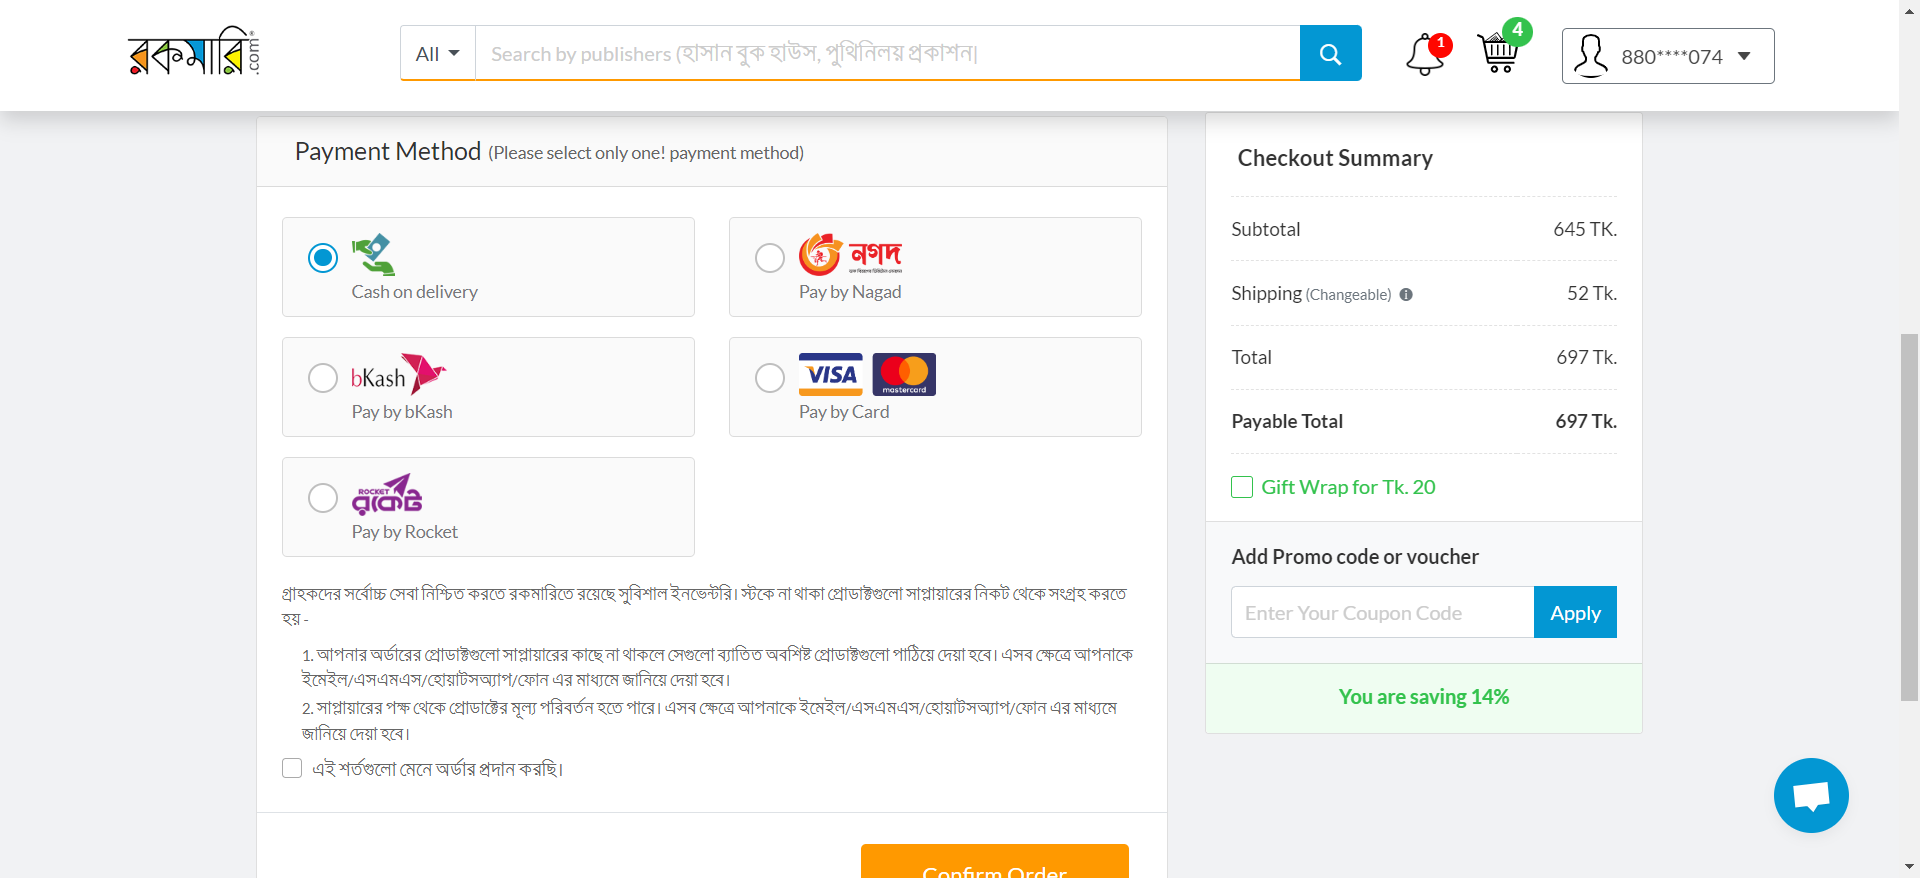 রকমারি.com
All
Search by publishers (হাসান বুক হাউস, পুথিনিলয় প্রকাশন|
1
4
880****074
Payment Method (Please select only one! payment method)
Cash on delivery
নগদ
Pay by Nagad
bKash
Pay by bKash
VISA mastercard
Pay by Card
ROCKET
রকেট
Pay by Rocket
গ্রাহকদের সর্বোচ্চ সেবা নিশ্চিত করতে রকমারিতে রয়েছে সুবিশাল ইনভেন্টরি। স্টকে না থাকা প্রোডাক্টগুলো সাপ্লায়ারের নিকট থেকে সংগ্রহ করতে
হয় -
1. আপনার অর্ডারের প্রোডাক্টগুলো সাপ্লায়ারের কাছে না থাকলে সেগুলো ব্যাতিত অবশিষ্ট প্রোডাক্টগুলো পাঠিয়ে দেয়া হবে। এসব ক্ষেত্রে আপনাকে
ইমেইল/এসএমএস/হোয়াটসঅ্যাপ/ফোন এর মাধ্যমে জানিয়ে দেয়া হবে।
2. সাপ্লায়ারের পক্ষ থেকে প্রোডাক্টের মূল্য পরিবর্তন হতে পারে। এসব ক্ষেত্রে আপনাকে ইমেইল/এসএমএস/হোয়াটসঅ্যাপ/ফোন এর মাধ্যমে
জানিয়ে দেয়া হবে।
এই শর্তগুলো মেনে অর্ডার প্রদান করছি।
Confirm Order
Checkout Summary
Subtotal 645 TK.
Shipping (Changeable) 52 Tk.
Total 697 Tk.
Payable Total 697 Tk.
Gift Wrap for Tk. 20
Add Promo code or voucher
Enter Your Coupon Code Apply
You are saving 14%